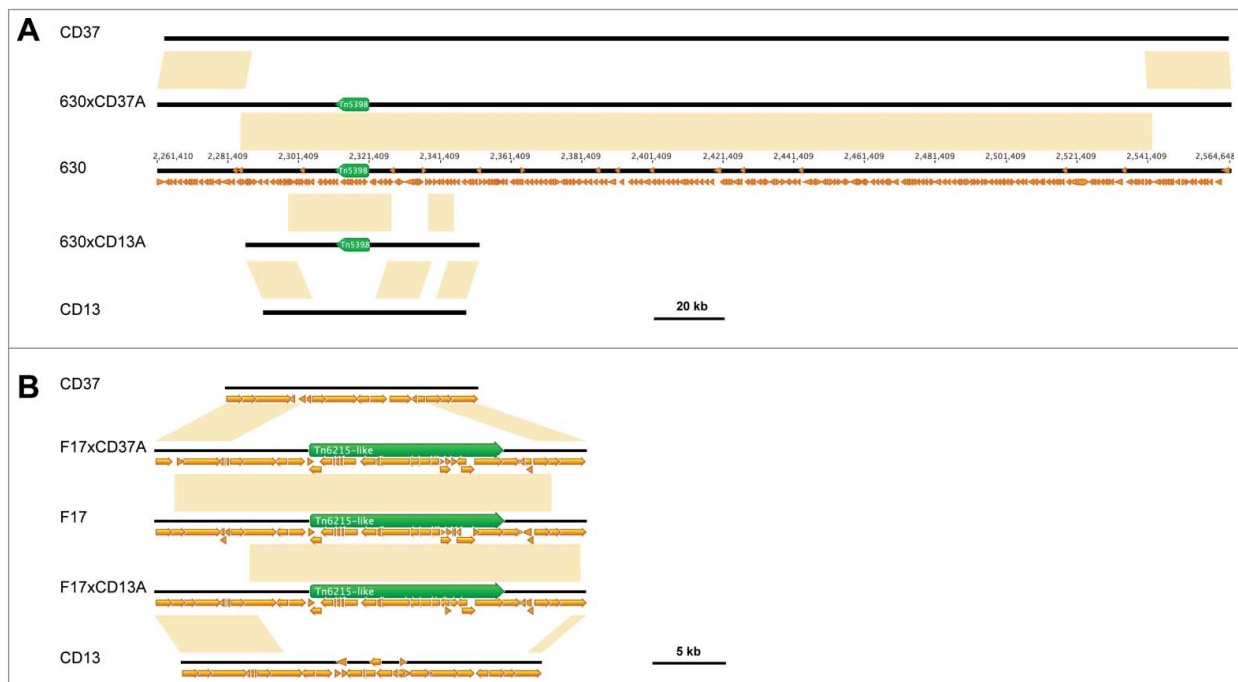 A
CD37
630xCD37A
Tn5398
2,261,410 2,281,409 2,301,409 2,321,409 2,341,409 2,361,409 2,381,409 2,401,409 2,421,409 2,441,409 2,461,409 2,481,409 2,501,409 2,521,409 2,541,409 2,564,648
630
Tn5398
630xCD13A
Tn5398
CD13
20 kb
B
CD37
F17xCD37A
Tn6215-like
F17
Tn6215-like
F17xCD13A
Tn6215-like
CD13
5 kb